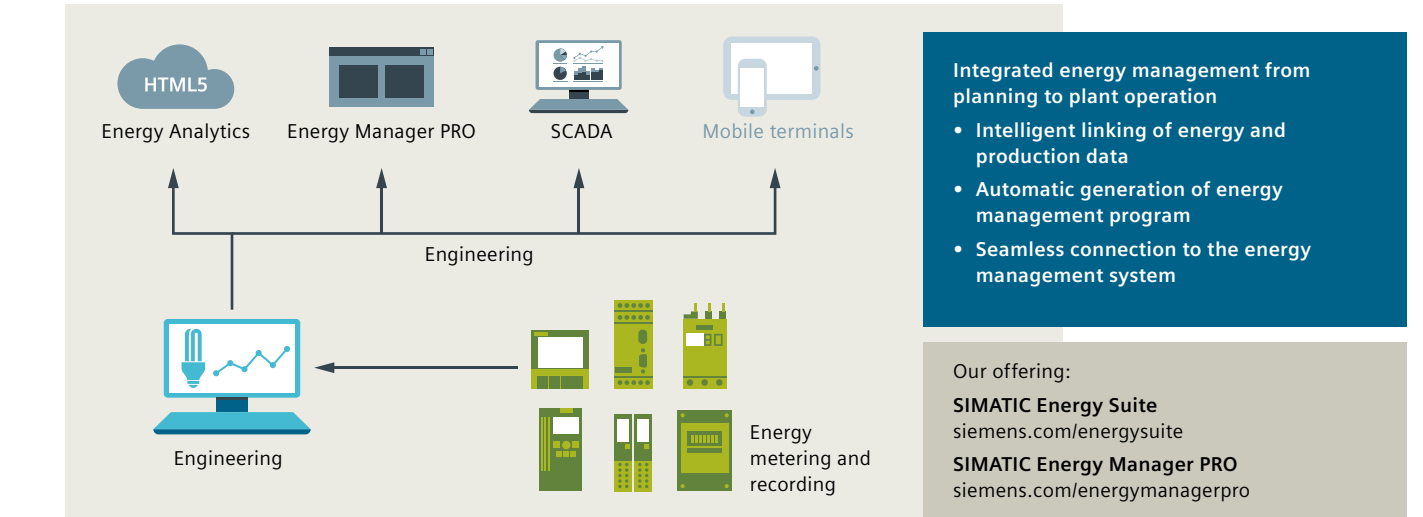 HTML5
Energy Analytics
Energy Manager PRO
SCADA
Mobile terminals
Engineering
Engineering
Energy
metering and
recording
Integrated energy management from
planning to plant operation
• Intelligent linking of energy and
production data
• Automatic generation of energy
management program
• Seamless connection to the energy
management system
Our offering:
SIMATIC Energy Suite
siemens.com/energysuite
SIMATIC Energy Manager PRO
siemens.com/energymanagerpro